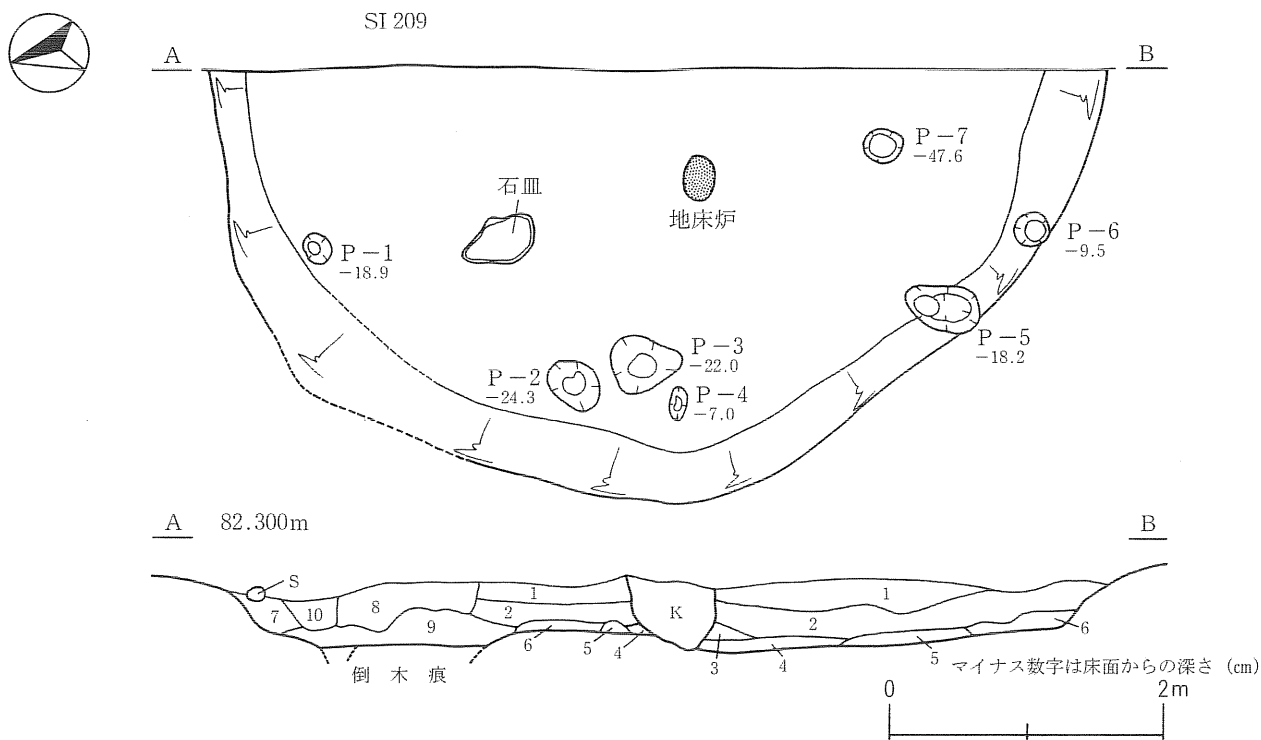 SI 209
A
B
P-7
-47.6
石皿
地床炉
P-1
-18.9
P-6
-9.5
P-5
-18.2
P-3
-22.0
P-2
-24.3
P-4
-7.0
A 82.300m B
S
7 10 8 9 1 2 K 1 2
6 5 4 3 4 5 6
倒木痕
マイナス数字は床面からの深さ (cm)
0 2m